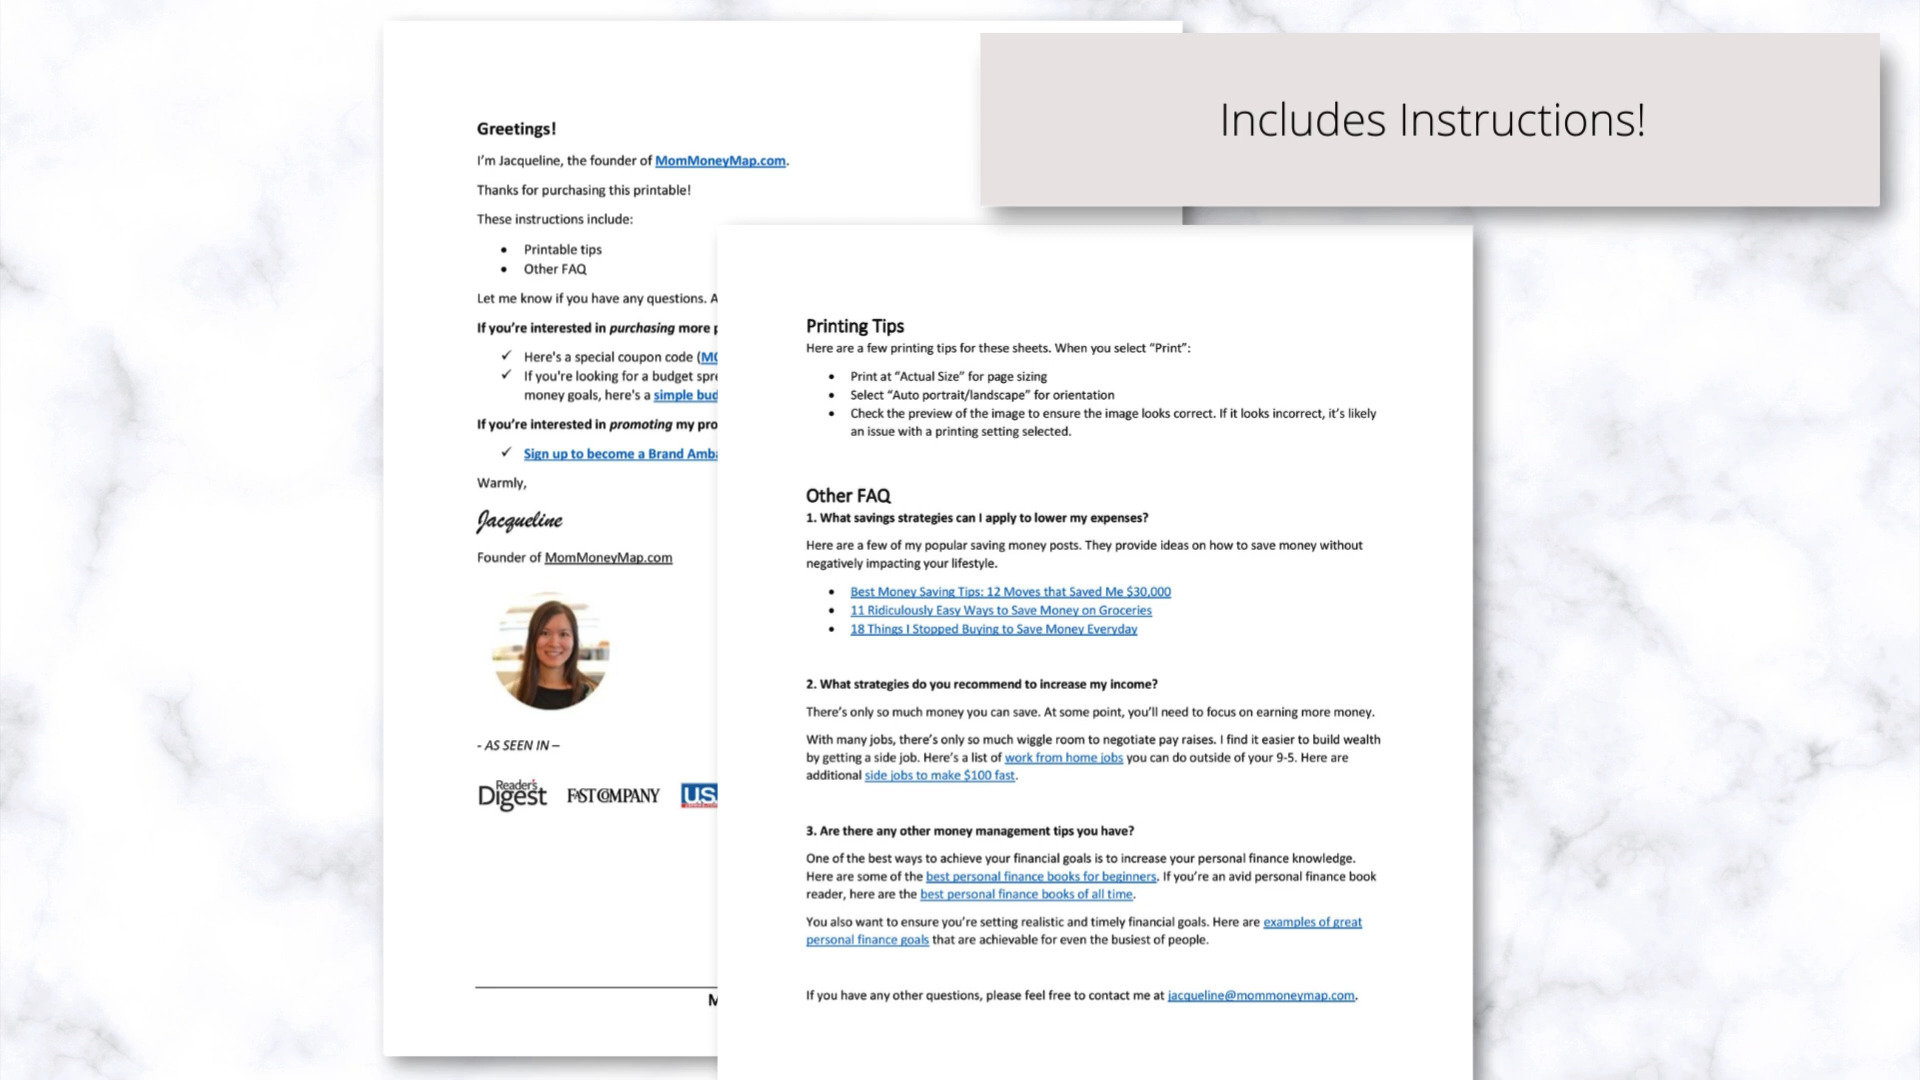 Includes Instructions!
Greetings!
I'm Jacqueline, the founder of MomMoneyMap.com.
Thanks for purchasing this printable!
These instructions include:
• Printable tips
• Other FAQ
Let me know if you have any questions. A
If you're interested in purchasing more
✓ Here's a special coupon code (
✓ If you're looking for a budget
money goals, here's a simple
If you're interested in promoting my
✓ Sign up to become a Brand
Warmly,
Jacqueline
Founder of MomMoneyMap.com
- AS SEEN IN –
Reader's Digest FAST COMPANY US
M
Printing Tips
Here are a few printing tips for these sheets. When you select “Print”:
• Print at “Actual Size” for page sizing
• Select “Auto portrait/landscape” for orientation
• Check the preview of the image to ensure the image looks correct. If it looks incorrect, it's likely
an issue with a printing setting selected.
Other FAQ
1. What savings strategies can I apply to lower my expenses?
Here are a few of my popular saving money posts. They provide ideas on how to save money without
negatively impacting your lifestyle.
• Best Money Saving Tips: 12 Moves that Saved Me $30,000
• 11 Ridiculously Easy Ways to Save Money on Groceries
• 18 Things I Stopped Buying to Save Money Everyday
2. What strategies do you recommend to increase my income?
There's only so much money you can save. At some point, you'll need to focus on earning more money.
With many jobs, there's only so much wiggle room to negotiate pay raises. I find it easier to build wealth
by getting a side job. Here's a list of work from home jobs you can do outside of your 9-5. Here are
additional side jobs to make $100 fast.
3. Are there any other money management tips you have?
One of the best ways to achieve your financial goals is to increase your personal finance knowledge.
Here are some of the best personal finance books for beginners. If you're an avid personal finance book
reader, here are the best personal finance books of all time.
You also want to ensure you're setting realistic and timely financial goals. Here are examples of great
personal finance goals that are achievable for even the busiest of people.
If you have any other questions, please feel free to contact me at jacqueline@mommoneymap.com.